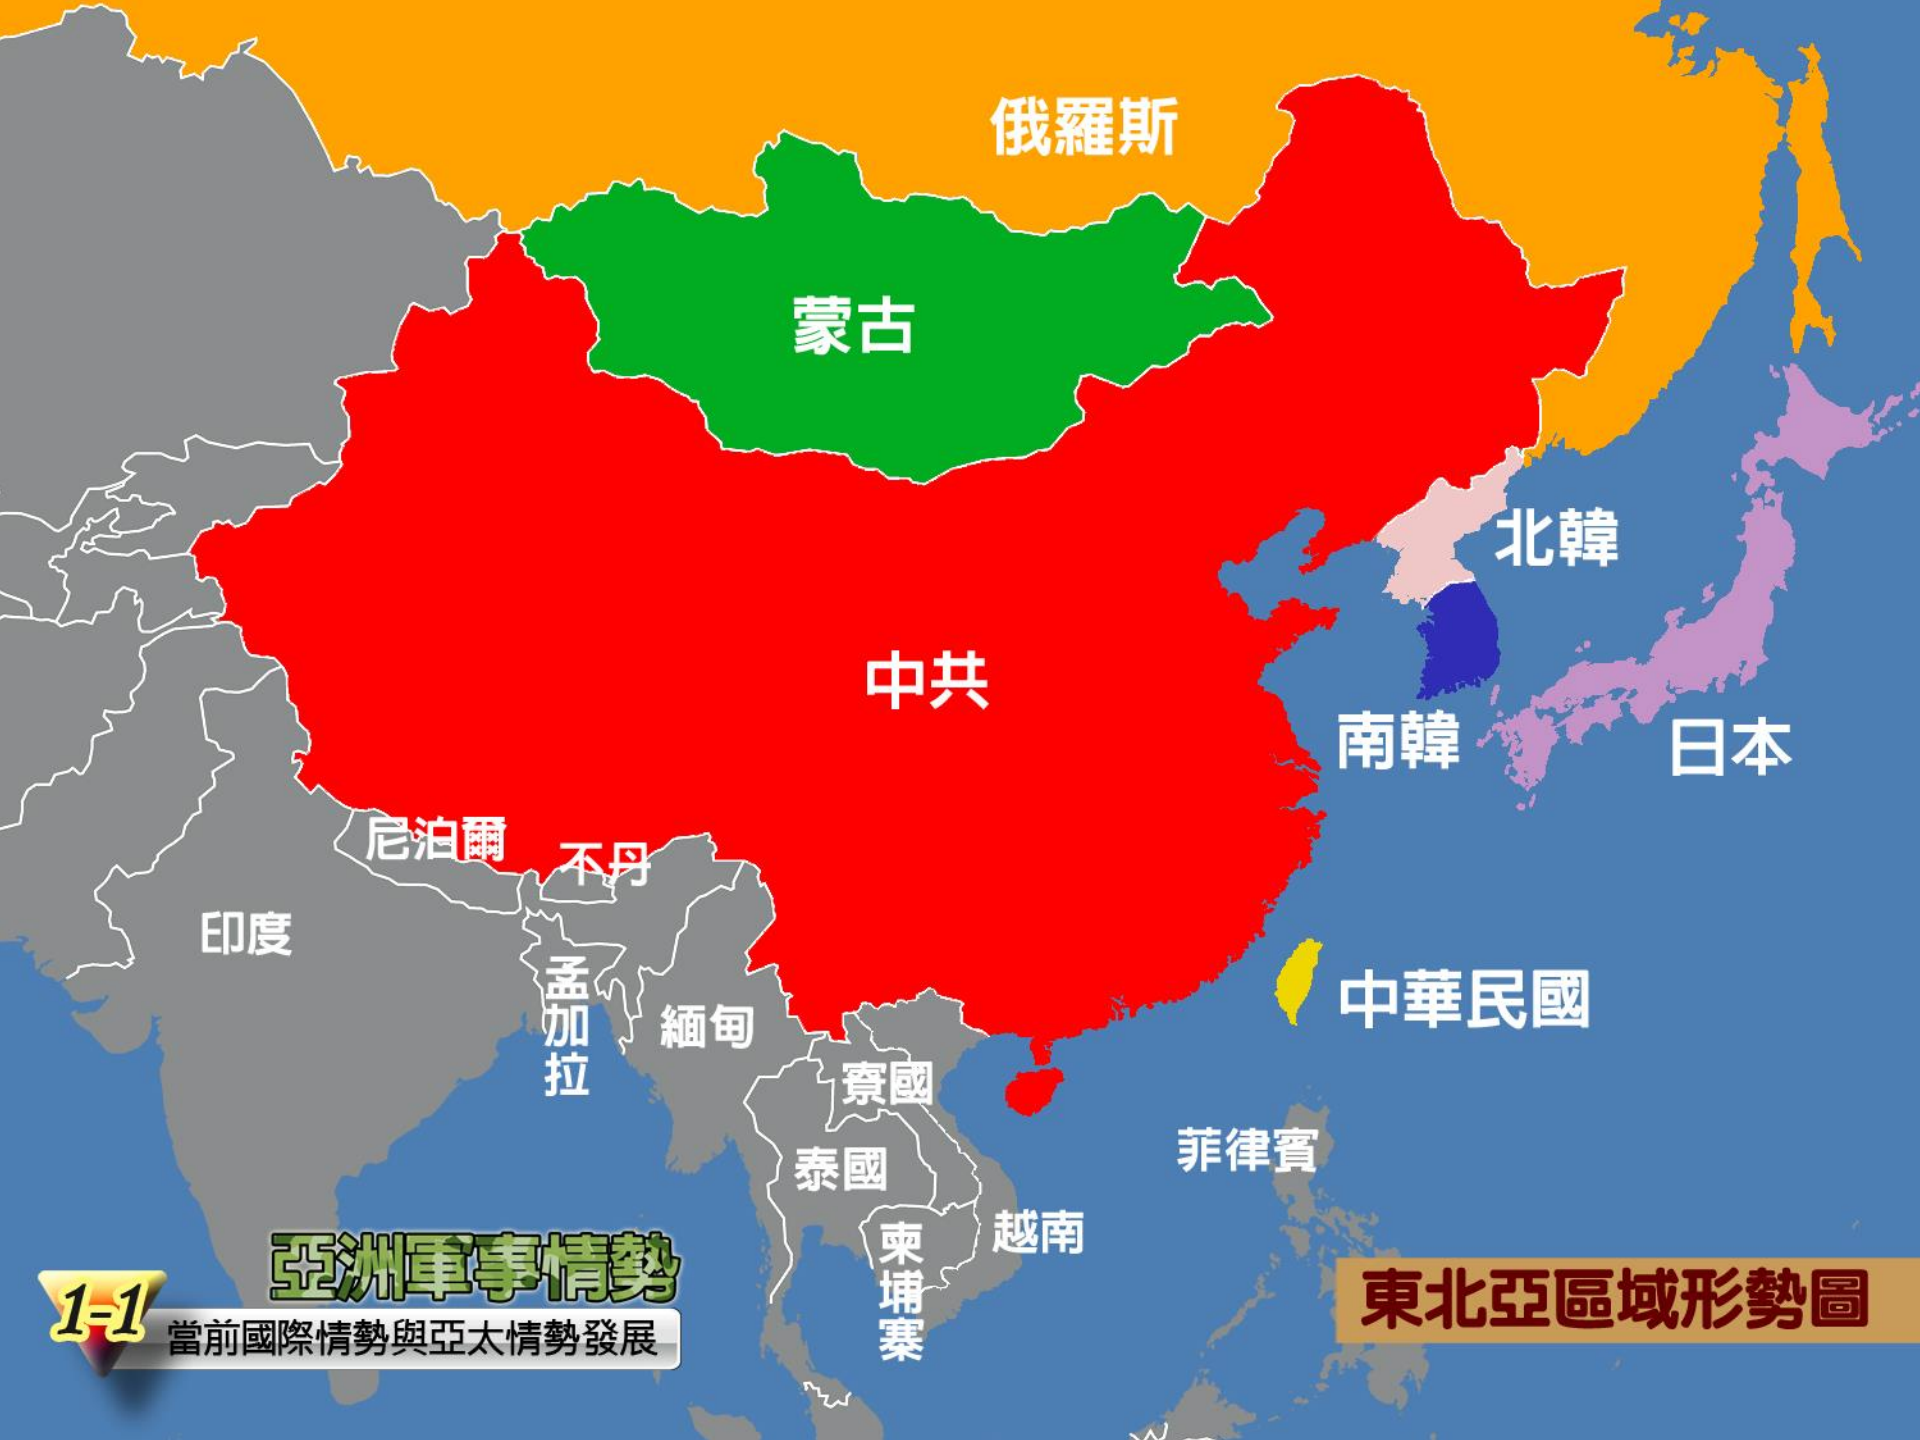 俄羅斯
蒙古
北韓
中共
南韓
日本
尼泊爾
不丹
印度
孟加拉
中華民國
緬甸
寮國
菲律賓
泰國
越南
柬埔寨
亞洲軍事情勢
1-1
當前國際情勢與亞太情勢發展
東北亞區域形勢圖